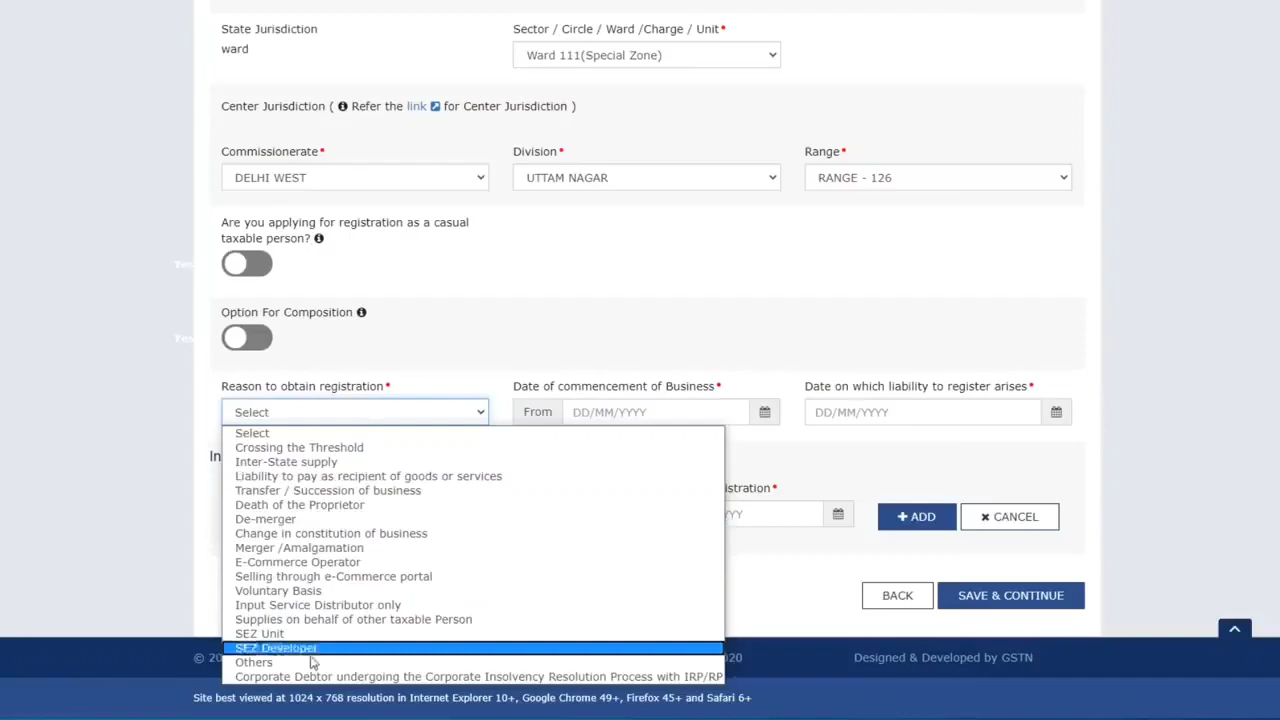 State Jurisdiction
Sector / Circle / Ward /Charge / Unit*
ward
Ward 111(Special Zone)
Center Jurisdiction ( Refer the link for Center Jurisdiction )
Commissionerate*
Division*
Range*
DELHI WEST
UTTAM NAGAR
RANGE - 126
Are you applying for registration as a casual
taxable person?
Yes
Option For Composition
Yes
Reason to obtain registration*
Date of commencement of Business*
Date on which liability to register arises*
Select
From
DD/MM/YYYY
DD/MM/YYYY
Select
Crossing the Threshold
Inter-State supply
Liability to pay as recipient of goods or services
Transfer / Succession of business
Death of the Proprietor
De-merger
Change in constitution of business
Merger /Amalgamation
E-Commerce Operator
Selling through e-Commerce portal
Voluntary Basis
Input Service Distributor only
Supplies on behalf of other taxable Person
SEZ Unit
SEZ Developer
Others
Corporate Debtor undergoing the Corporate Insolvency Resolution Process with IRP/RP
+ ADD
CANCEL
BACK
SAVE & CONTINUE
Designed & Developed by GSTN
Site best viewed at 1024 x 768 resolution in Internet Explorer 10+, Google Chrome 49+, Firefox 45+ and Safari 6+